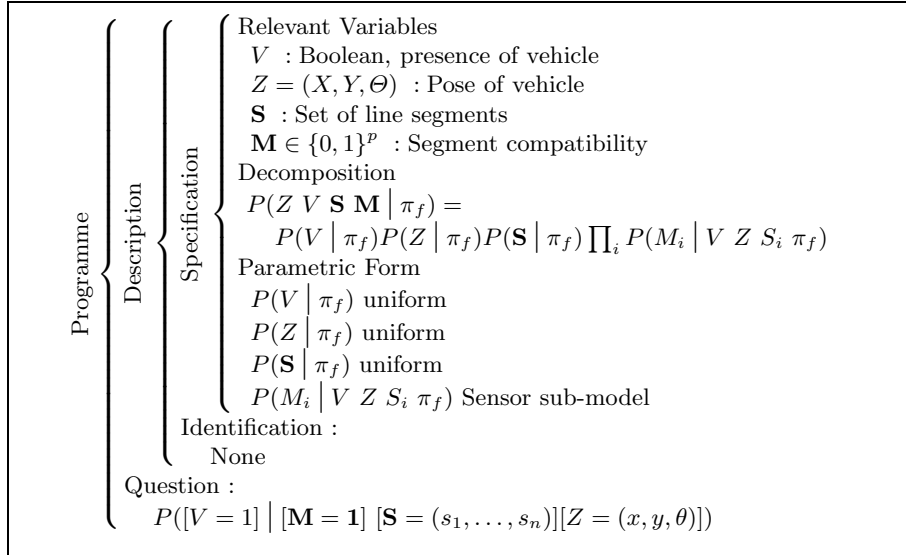 Programme
Description
Specification
Relevant Variables
V : Boolean, presence of vehicle
Z = (X, Y, Θ) : Pose of vehicle
S : Set of line segments
M ∈ {0, 1}^p : Segment compatibility
Decomposition
P(Z V S M | π_f) =
P(V | π_f)P(Z | π_f)P(S | π_f) ∏_i P(M_i | V Z S_i π_f)
Parametric Form
P(V | π_f) uniform
P(Z | π_f) uniform
P(S | π_f) uniform
P(M_i | V Z S_i π_f) Sensor sub-model
Identification :
None
Question :
P([V = 1] | [M = 1] [S = (s_1, . . . , s_n)][Z = (x, y, θ)])